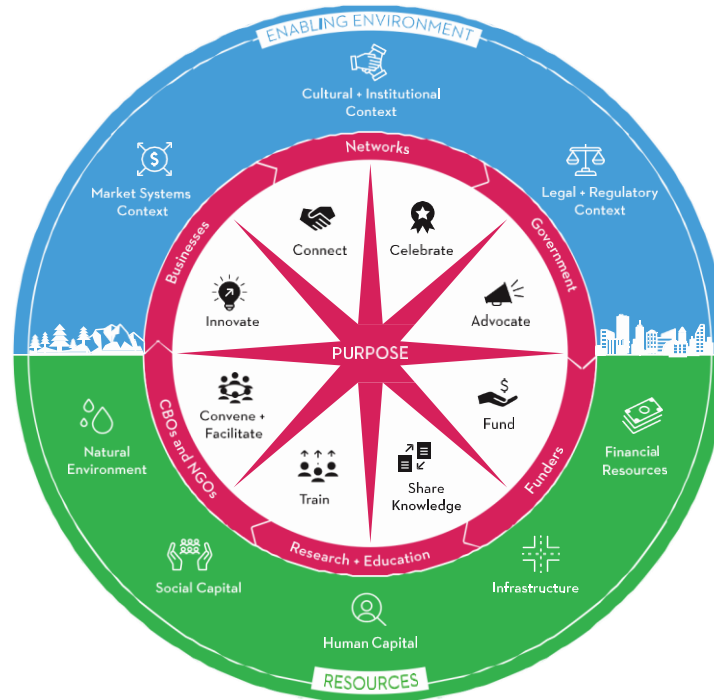 ENABLING ENVIRONMENT
Cultural + Institutional
Context
Market Systems
Context
Legal + Regulatory
Context
Networks
Businesses
Government
Connect
Celebrate
Innovate
Advocate
PURPOSE
Convene +
Facilitate
Fund
Train
Share
Knowledge
CBOs and NGOs
Funders
Research + Education
Natural
Environment
Financial
Resources
Social Capital
Infrastructure
Human Capital
RESOURCES